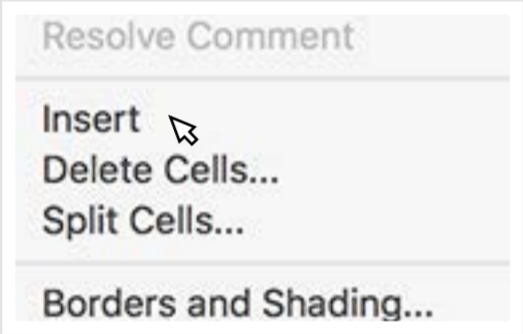 Resolve Comment
Insert
Delete Cells...
Split Cells...
Borders and Shading...